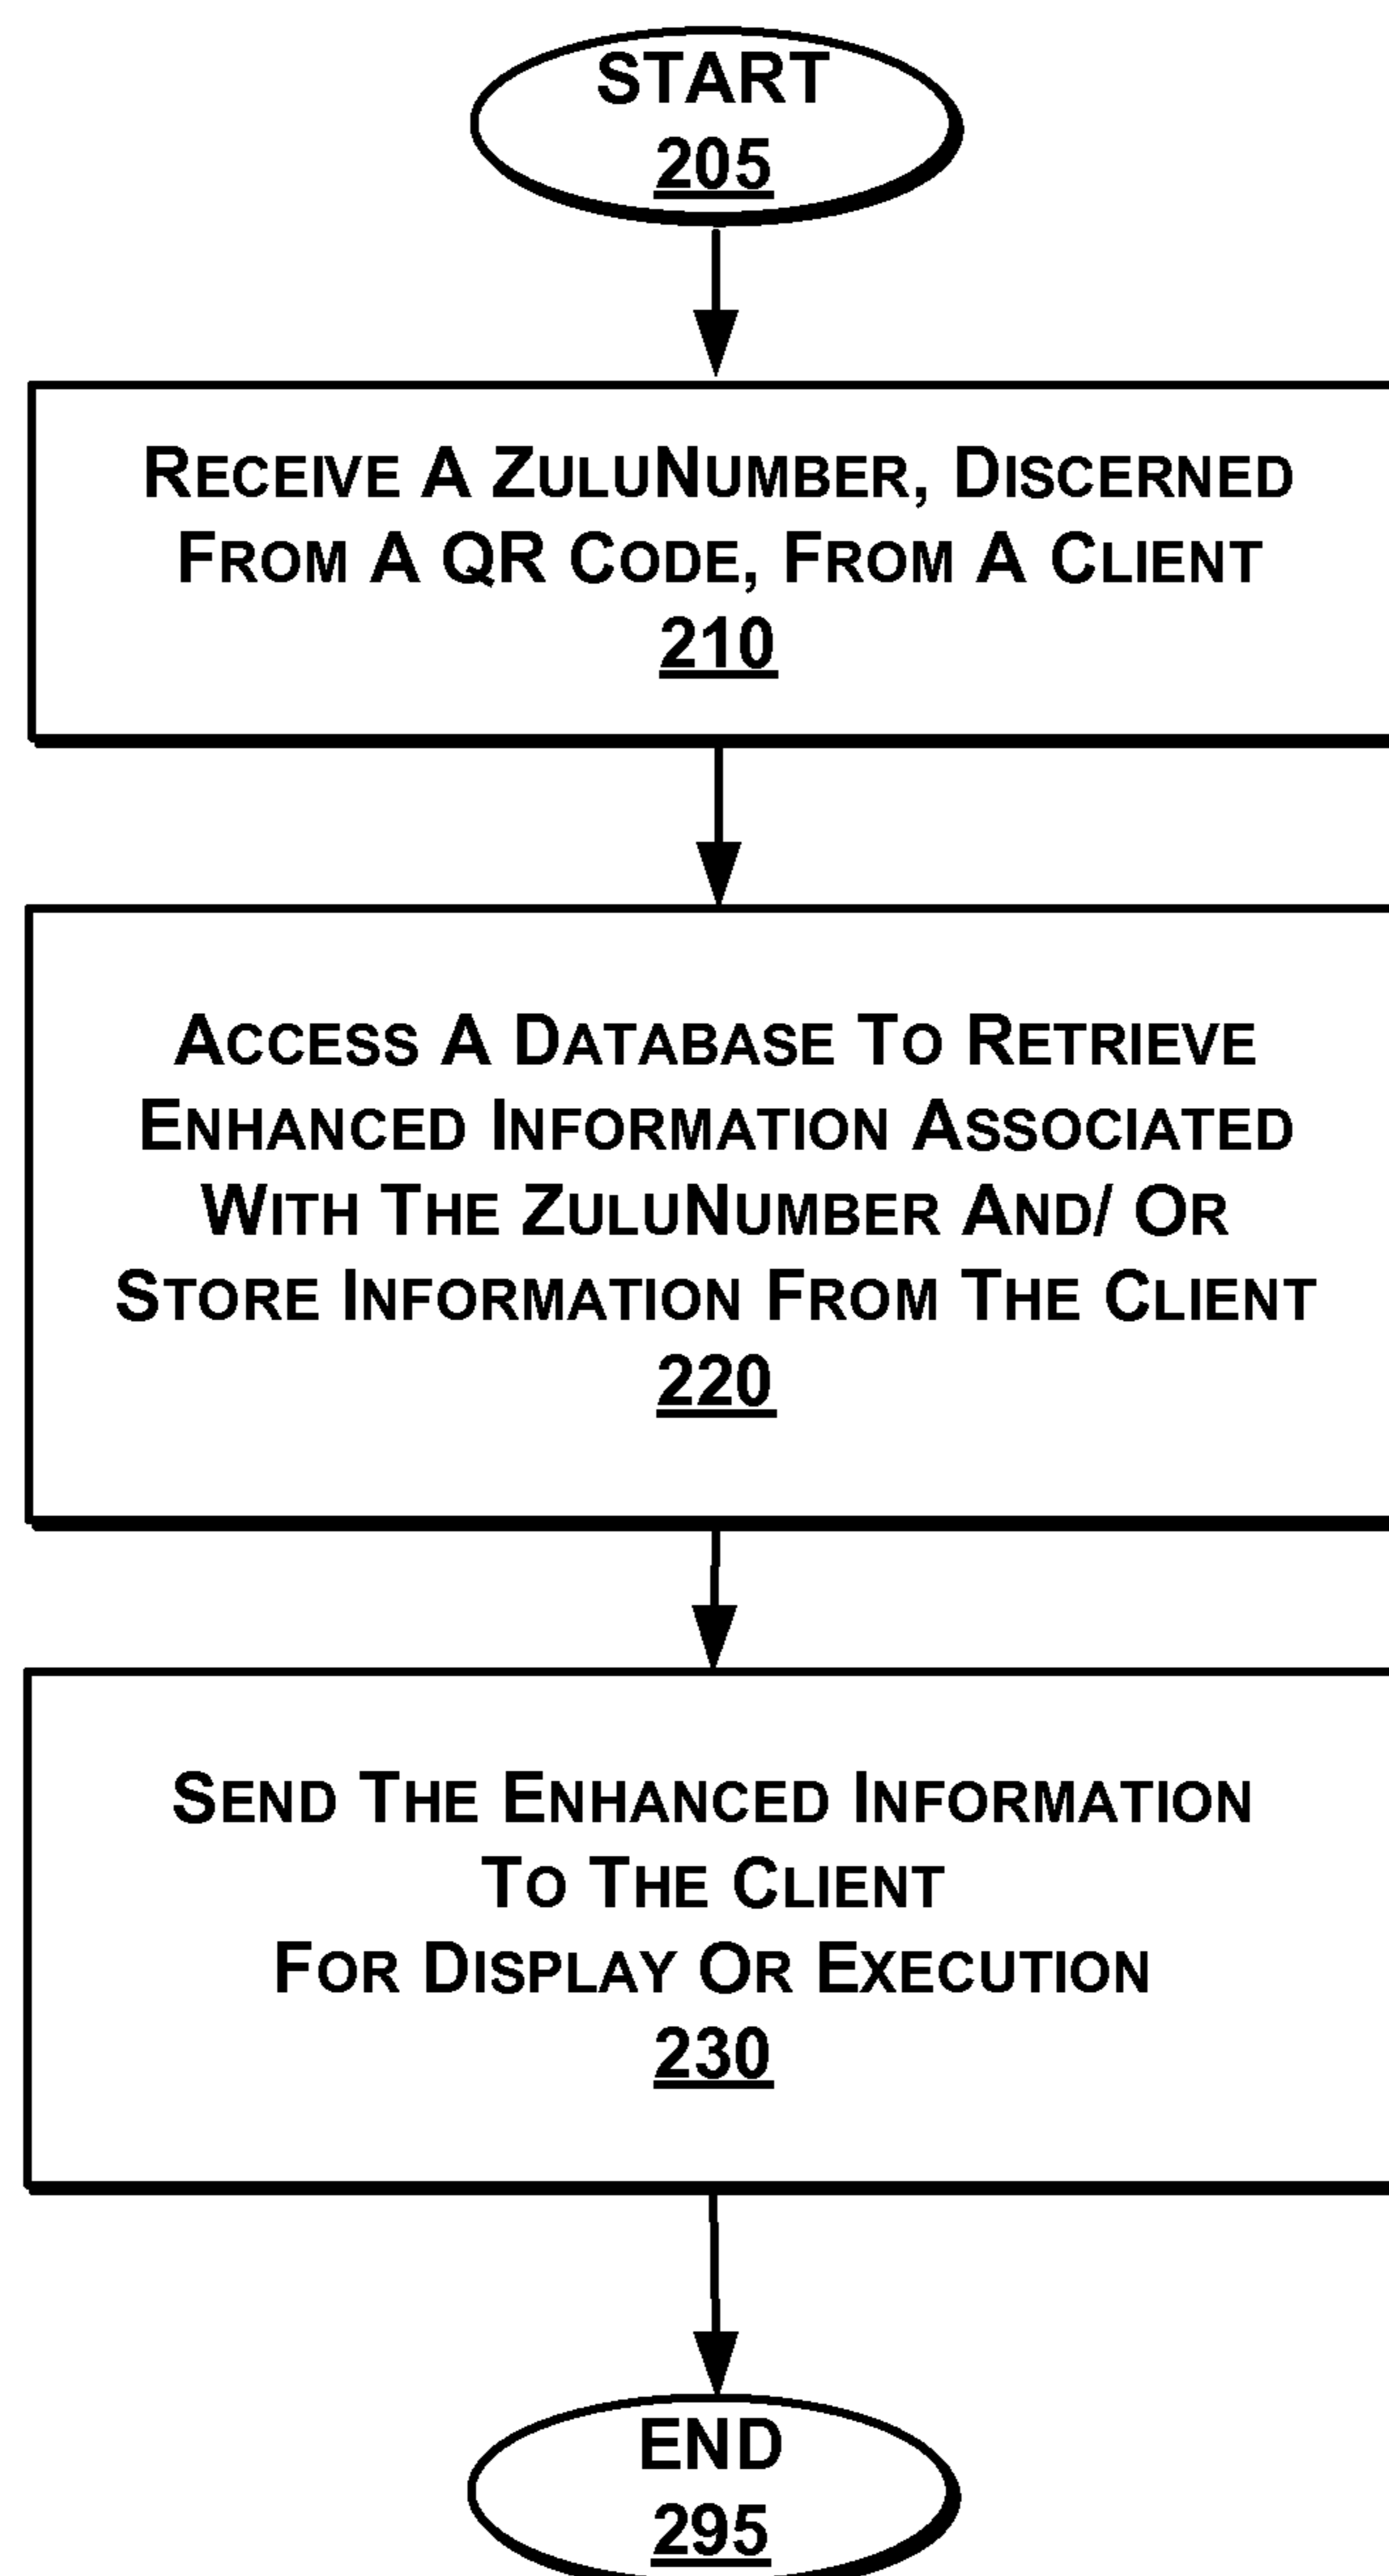 START
205
RECEIVE A ZULUNUMBER, DISCERNED
FROM A QR CODE, FROM A CLIENT
210
ACCESS A DATABASE TO RETRIEVE
ENHANCED INFORMATION ASSOCIATED
WITH THE ZULUNUMBER AND/ OR
STORE INFORMATION FROM THE CLIENT
220
SEND THE ENHANCED INFORMATION
TO THE CLIENT
FOR DISPLAY OR EXECUTION
230
END
295